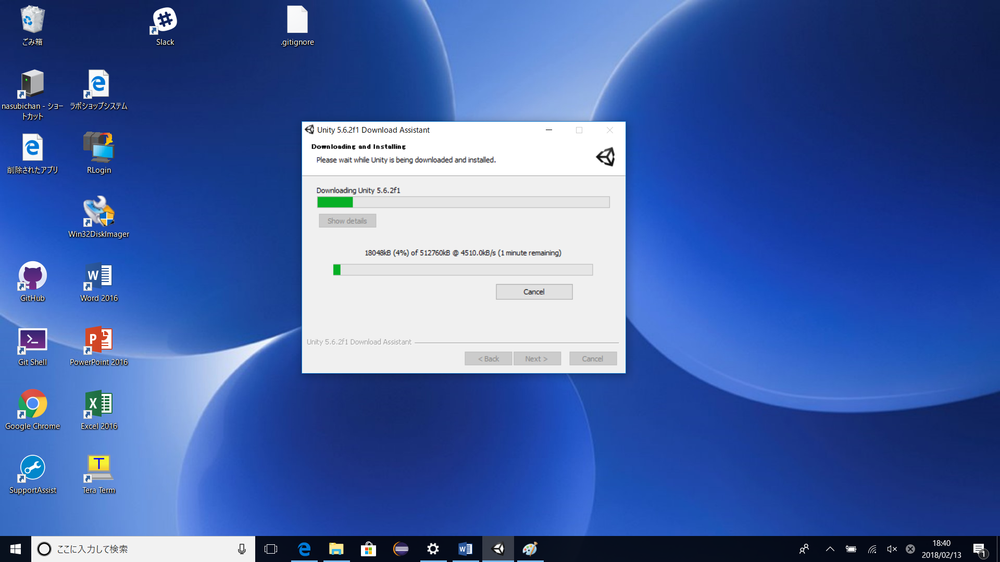 ごみ箱
Slack
.gitignore
nasubichan - ショー
トカット
ラボショップシステム
削除されたアプリ
RLogin
Win32DiskImager
GitHub
Word 2016
Git Shell
PowerPoint 2016
Google Chrome
Excel 2016
SupportAssist
Tera Term
Unity 5.6.2f1 Download Assistant
Downloading and Installing
Please wait while Unity is being downloaded and installed.
Downloading Unity 5.6.2f1
Show details
18048kB (4%) of 512760kB @ 4510.0kB/s (1 minute remaining)
Cancel
Unity 5.6.2f1 Download Assistant
< Back
Next >
Cancel
ここに入力して検索
18:40
2018/02/13
1